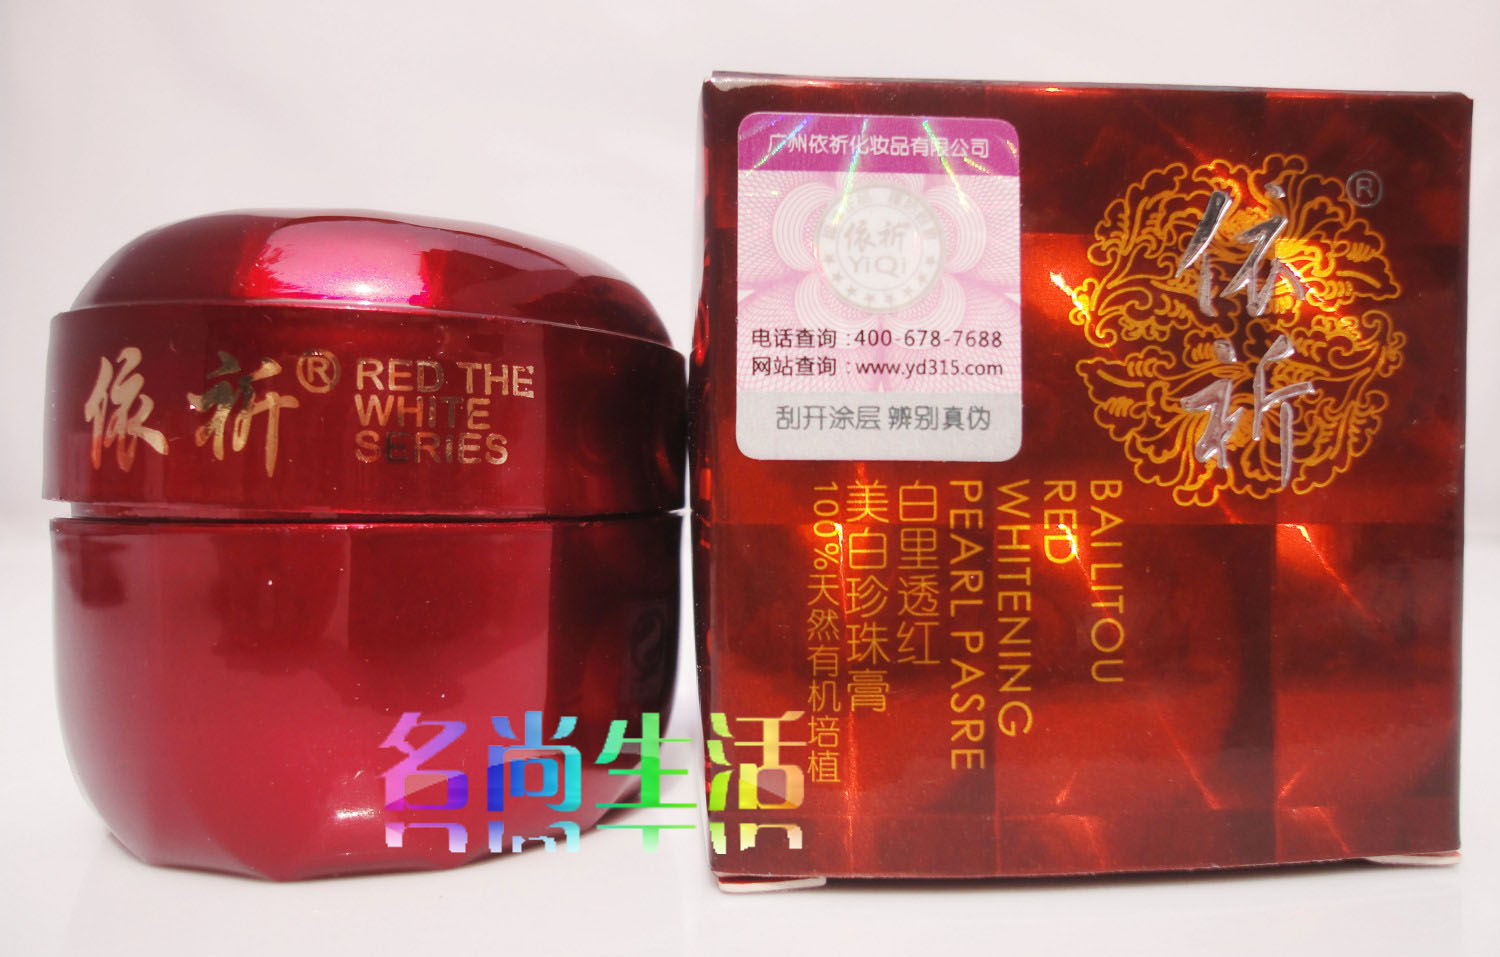 依祈®
RED THE
WHITE
SERIES
广州依祈化妆品有限公司
依祈
YiQi
电话查询:400-678-7688
网站查询:www.yd315.com
刮开涂层 辨别真伪
依祈®
BAI LITOU
RED
WHITENING
PEARL PASRE
白里透红
美白珍珠膏
100%天然有机培植
名尚生活